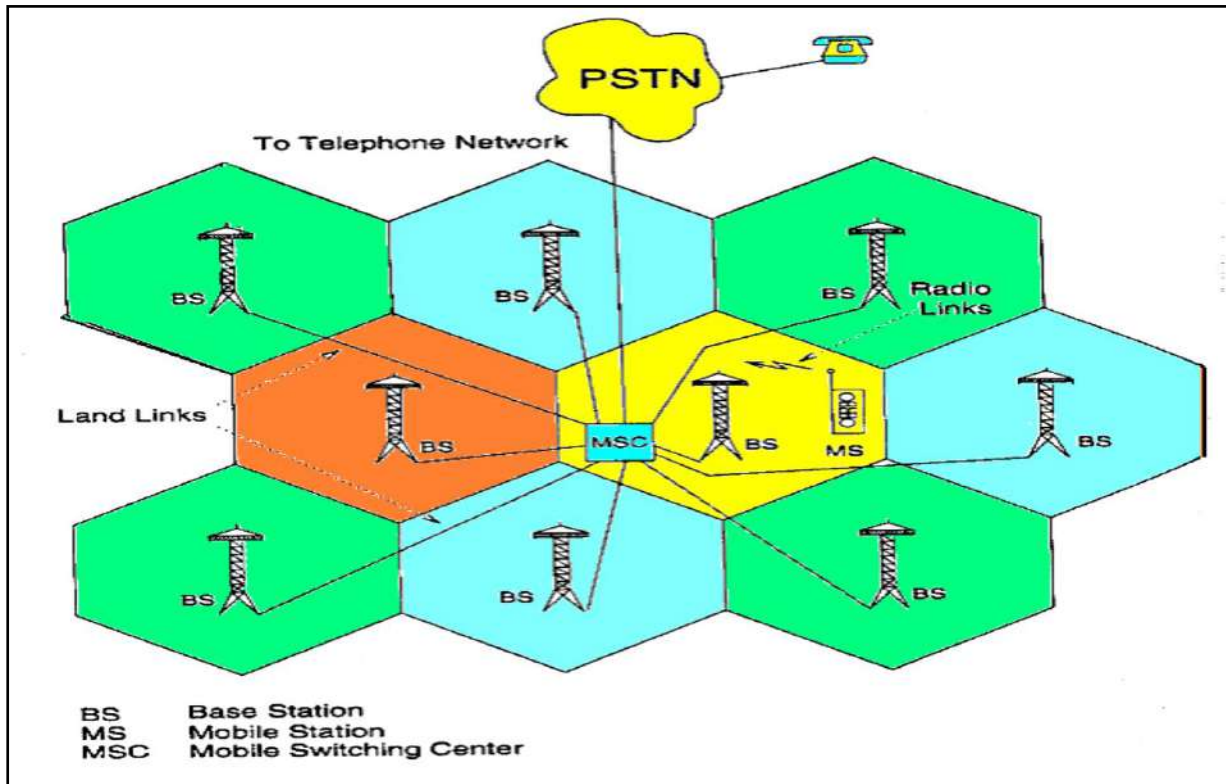 PSTN
To Telephone Network
BS
BS
BS
Radio
Links
Land Links
BS
MSC
BS
MS
BS
BS
BS
BS
BS Base Station
MS Mobile Station
MSC Mobile Switching Center